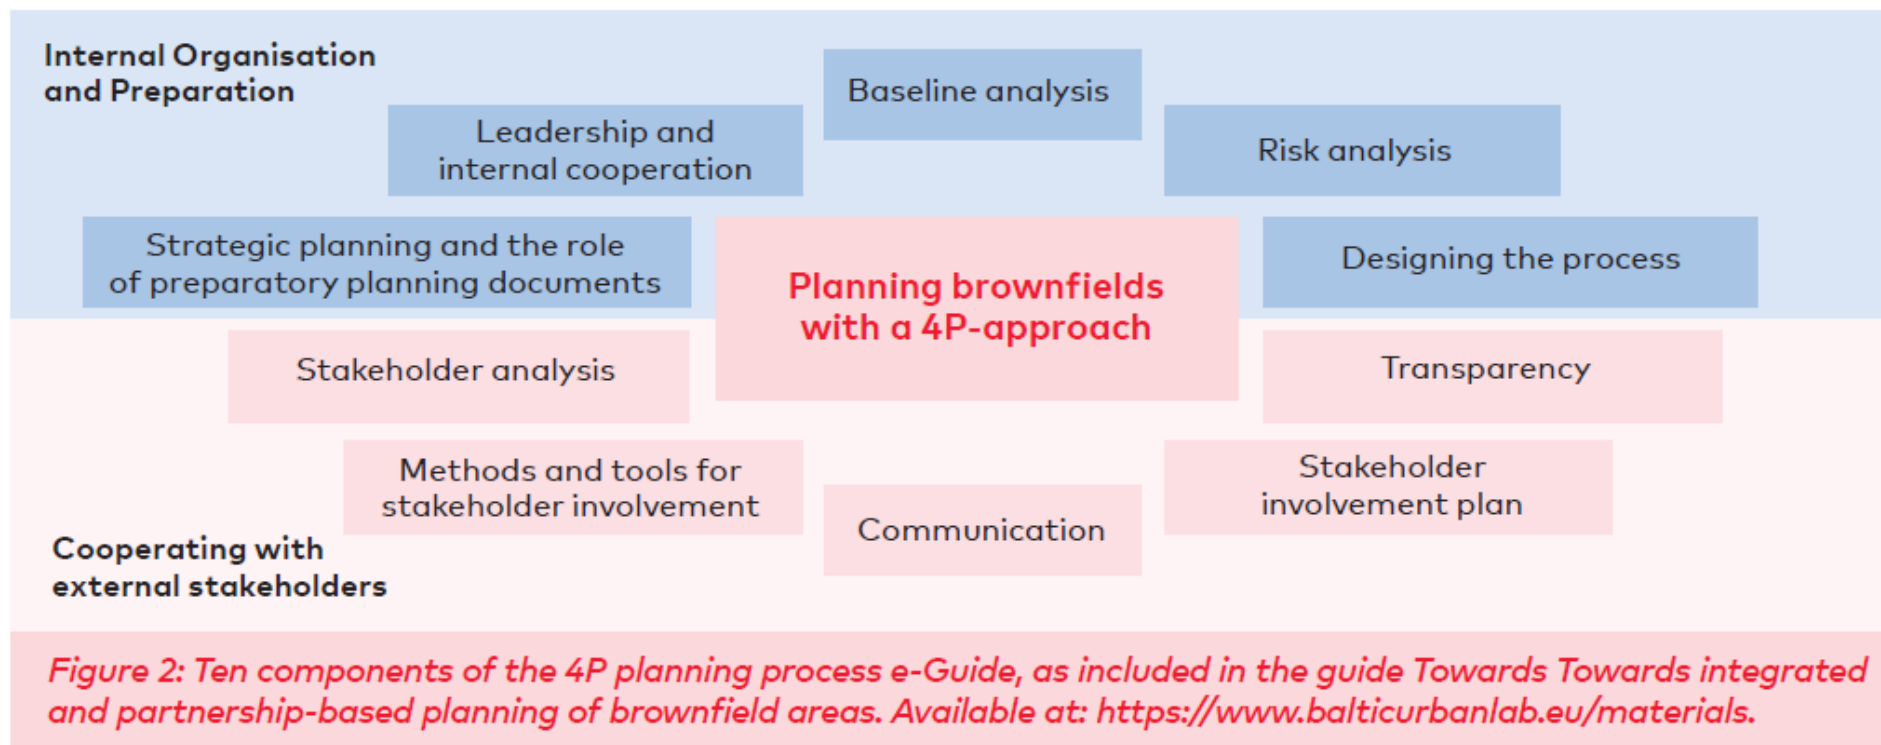 Internal Organisation
and Preparation
Baseline analysis
Leadership and
internal cooperation
Risk analysis
Strategic planning and the role
of preparatory planning documents
Planning brownfields
with a 4P-approach
Designing the process
Stakeholder analysis
Transparency
Methods and tools for
stakeholder involvement
Communication
Stakeholder
involvement plan
Cooperating with
external stakeholders
Figure 2: Ten components of the 4P planning process e-Guide, as included in the guide Towards Towards integrated
and partnership-based planning of brownfield areas. Available at: https://www.balticurbanlab.eu/materials.